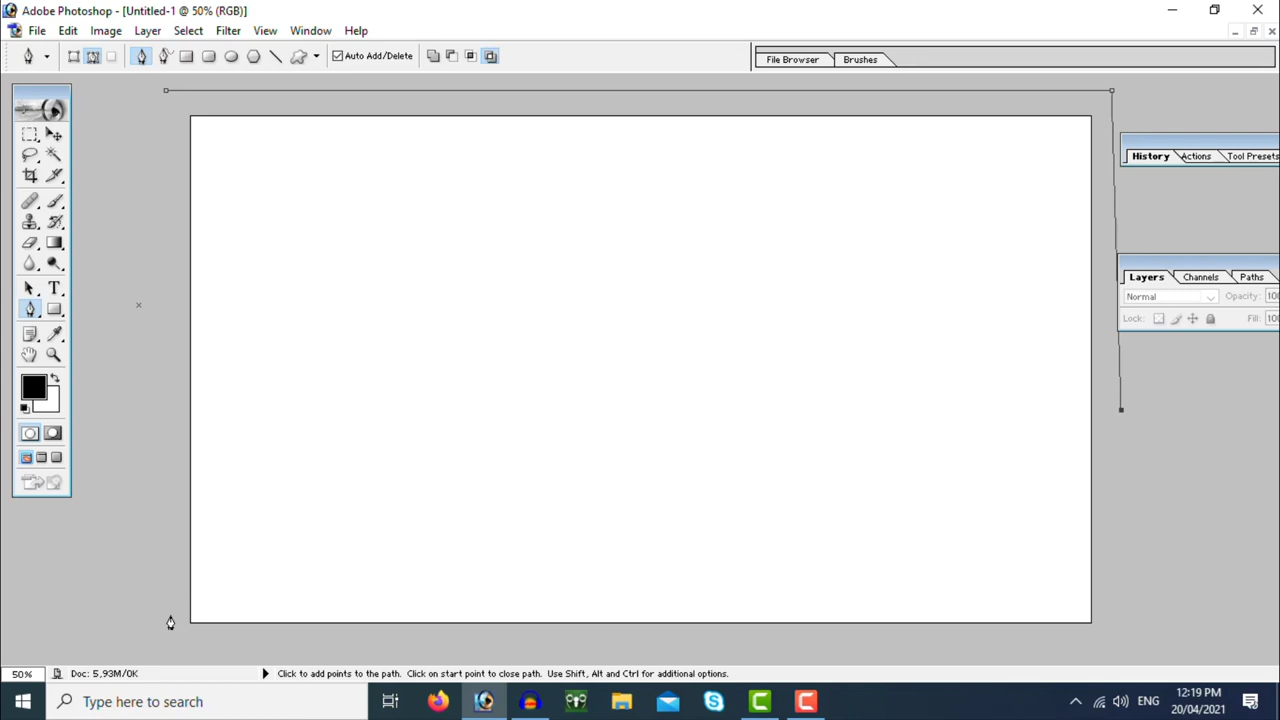 Adobe Photoshop - [Untitled-1 @ 50% (RGB)]
File Edit Image Layer Select Filter View Window Help
Auto Add/Delete
File Browser Brushes
History Actions Tool Presets
Layers Channels Paths
Normal Opacity: 100
Lock: Fill: 100
T
50% Doc: 5,93M/0K Click to add points to the path. Click on start point to close path. Use Shift, Alt and Ctrl for additional options.
Type here to search
ENG
12:19 PM
20/04/2021